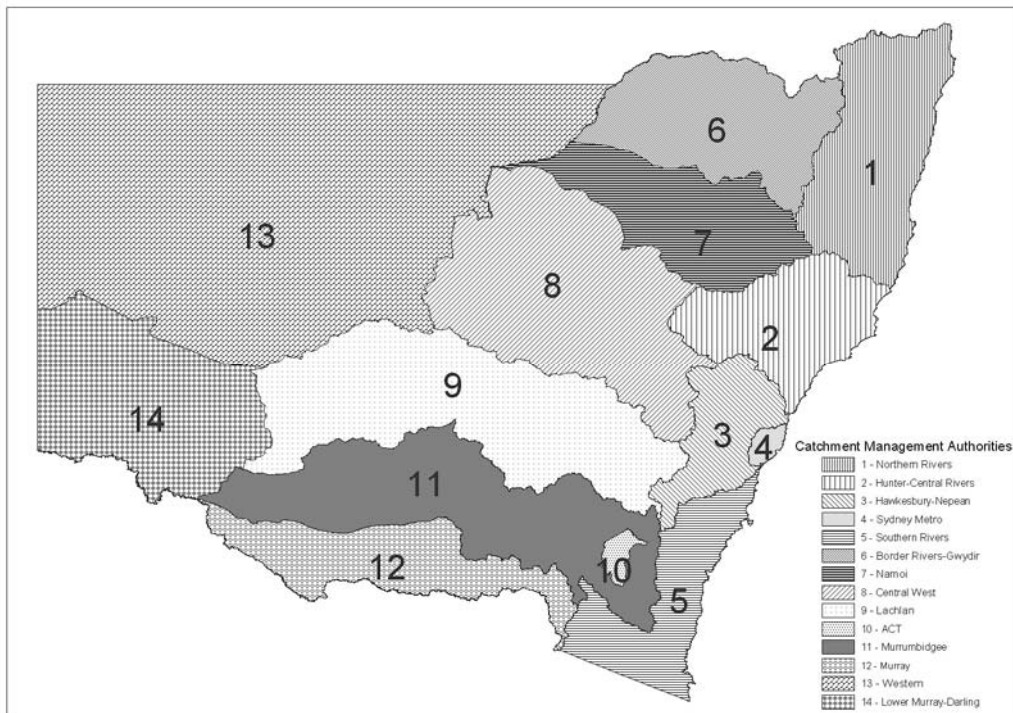 6
1
13
7
8
2
9
14
3
4
11
10
12
5
Catchment Management Authorities
1 - Northern Rivers
2 - Hunter-Central Rivers
3 - Hawkesbury-Nepean
4 - Sydney Metro
5 - Southern Rivers
6 - Border Rivers-Gwydir
7 - Namoi
8 - Central West
9 - Lachlan
10 - ACT
11 - Murrumbidgee
12 - Murray
13 - Western
14 - Lower Murray-Darling